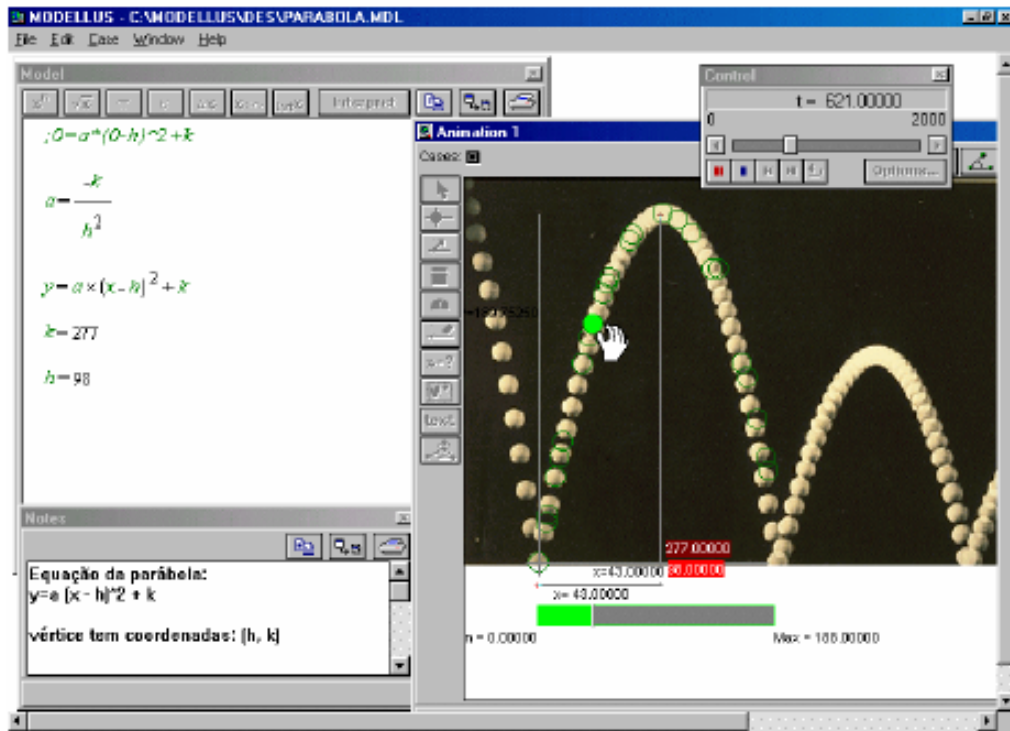 MODELLUS - C:\MODELLUS\DES\PARABOLA.MDL
File Edit Case Window Help
Model
Interpret
;0=a*(0-h)^2+k
a=-k/h^2
y=a×(x-h)^2+k
k=277
h=98
Notes
Equação da parábola:
y=a (x - h)^2 + k
vértice tem coordenadas: (h, k)
Control
t = 621.00000
0 2000
Options...
Animation 1
Cases:
x=?
text
277.00000
x=43.00000 98.00000
x= 43.00000
n = 0.00000
Max = 186.00000